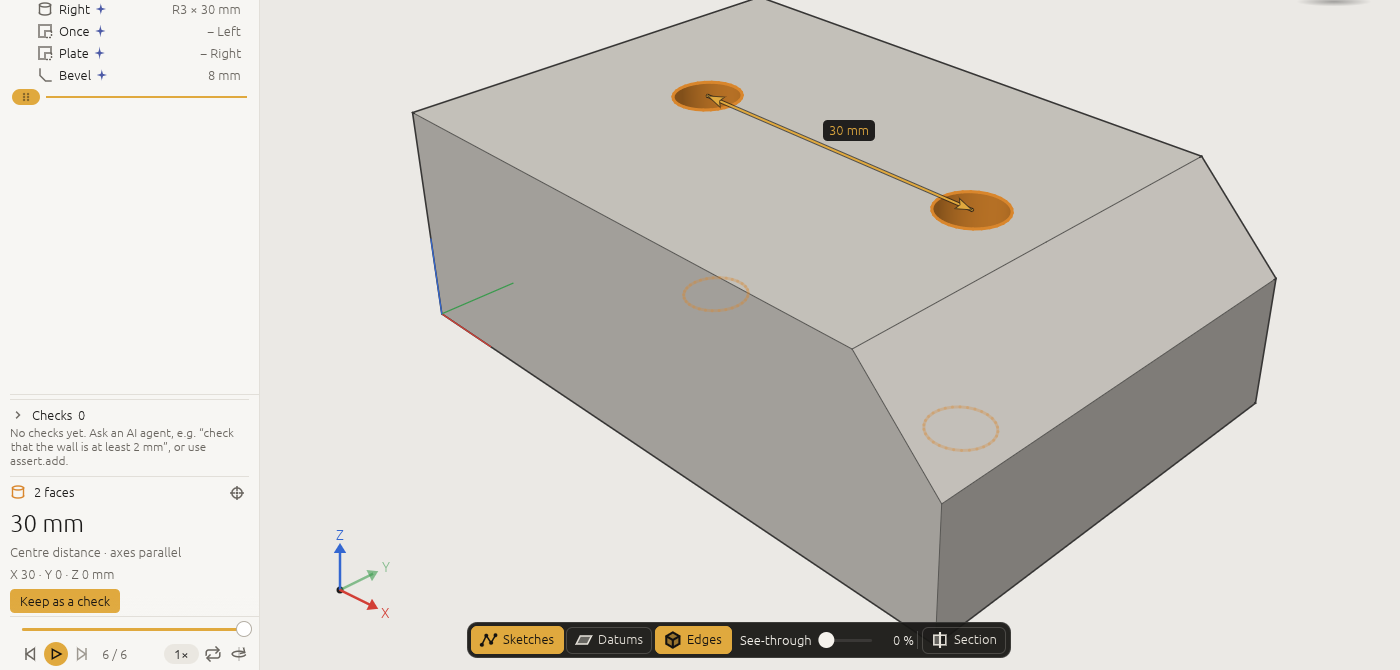 Right R3 × 30 mm
Once – Left
Plate – Right
Bevel 8 mm
30 mm
Checks 0
No checks yet. Ask an AI agent, e.g. “check
that the wall is at least 2 mm”, or use
assert.add.
2 faces
30 mm
Centre distance · axes parallel
X 30 · Y 0 · Z 0 mm
Keep as a check
6 / 6
1×
Z
Y
X
Sketches
Datums
Edges
See-through
0 %
Section